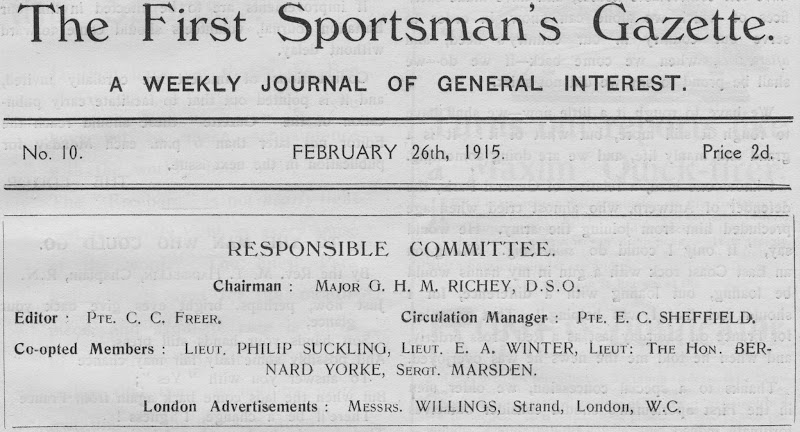 The First Sportsman's Gazette.
A WEEKLY JOURNAL OF GENERAL INTEREST.
No. 10. FEBRUARY 26th, 1915. Price 2d.
RESPONSIBLE COMMITTEE.
Chairman : MAJOR G. H. M. RICHEY, D.S.O.
Editor : PTE. C. C. FREER. Circulation Manager : PTE. E. C. SHEFFIELD.
Co-opted Members : LIEUT. PHILIP SUCKLING, LIEUT. E. A. WINTER, LIEUT: THE HON. BER-
NARD YORKE, SERGT. MARSDEN.
London Advertisements : MESSRS. WILLINGS, Strand, London, W.C.